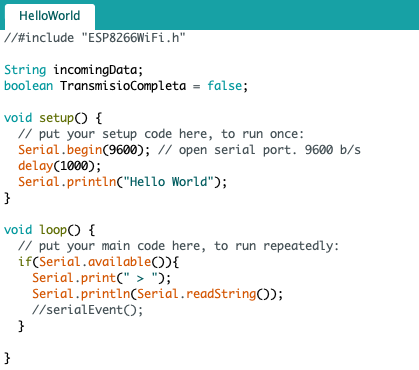 HelloWorld
//#include "ESP8266WiFi.h"
String incomingData;
boolean TransmisioCompleta = false;
void setup() {
  // put your setup code here, to run once:
  Serial.begin(9600); // open serial port. 9600 b/s
  delay(1000);
  Serial.println("Hello World");
}
void loop() {
  // put your main code here, to run repeatedly:
  if(Serial.available()){
    Serial.print(" > ");
    Serial.println(Serial.readString());
    //serialEvent();
  }
}